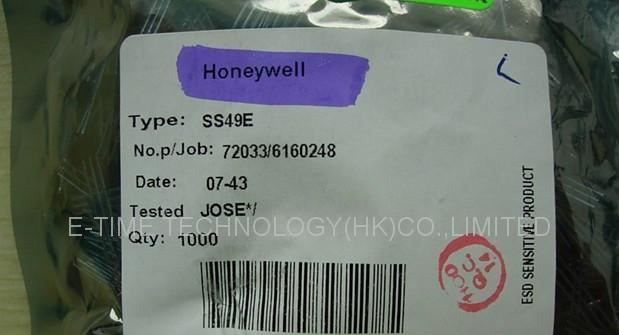 Honeywell
Type: SS49E
No.p/Job: 72033/6160248
Date: 07-43
Tested JOSE*/
E-TIME TECHNOLOGY(HK)CO.,LIMITED
Qty: 1000
ESD SENSITIVE PRODUCT